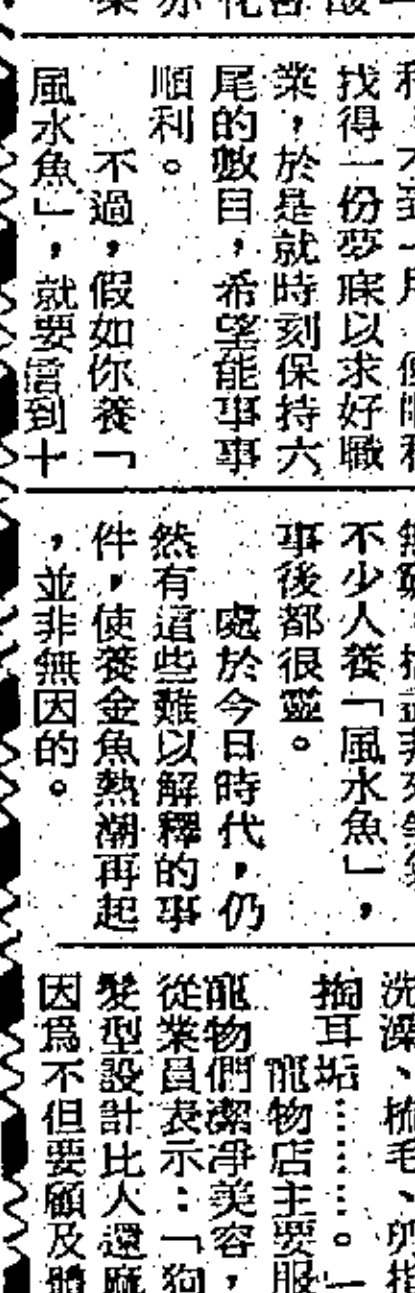 找得一份夢寐以求好職
業，於是就時刻保持六
尾的數目，希望能事事
順利。
不過，假如你養「
風水魚」，就要信到十
不少人養「風水魚」，
事後都很靈。
處於今日時代，仍
然有這些難以解釋的事
件，使養金魚熱潮再起
，並非無因的。
洗澡、梳毛、剪指
掏耳垢……。」
寵物店主要服
寵物們潔淨美容，
從業員表示：「狗
髮型設計比人還
因爲不但要顧及體